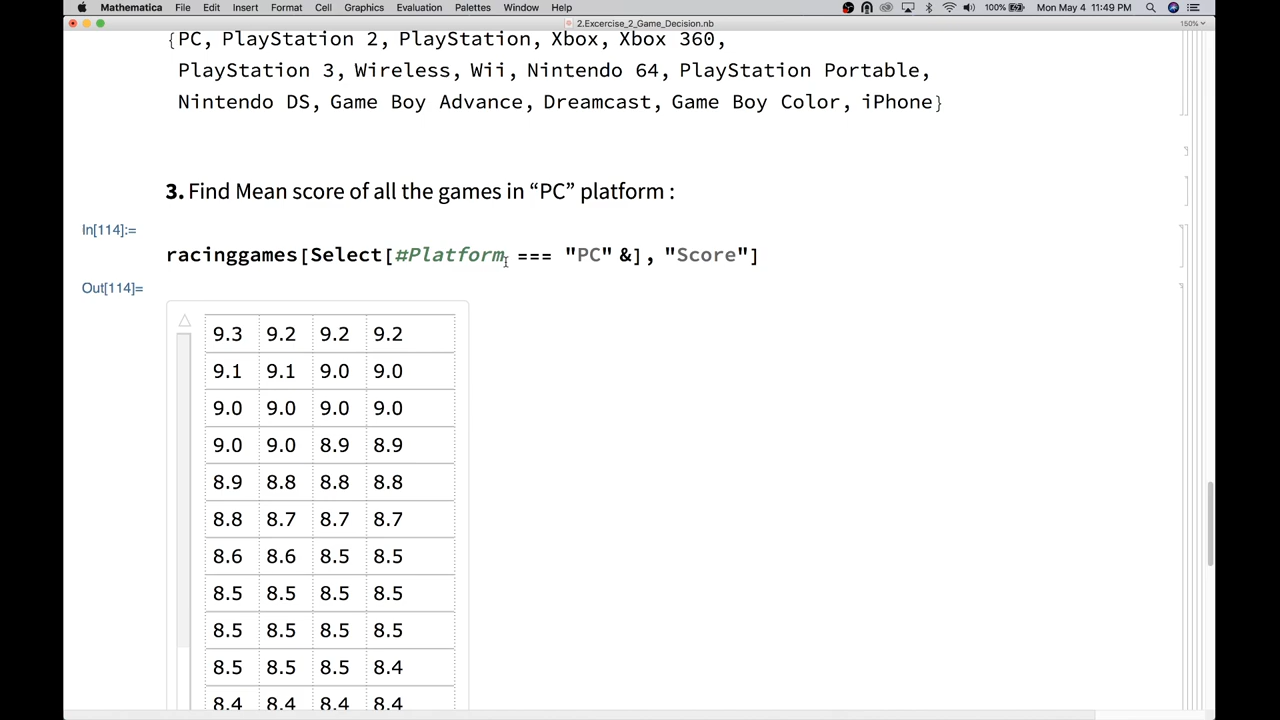 Mathematica File Edit Insert Format Cell Graphics Evaluation Palettes Window Help 100% Mon May 4 11:49 PM
2.Excercise_2_Game_Decision.nb 150%
{PC, PlayStation 2, PlayStation, Xbox, Xbox 360,
PlayStation 3, Wireless, Wii, Nintendo 64, PlayStation Portable,
Nintendo DS, Game Boy Advance, Dreamcast, Game Boy Color, iPhone}
3. Find Mean score of all the games in “PC” platform :
In[114]:=
racinggames[Select[#Platform === "PC" &], "Score"]
Out[114]=
9.3 9.2 9.2 9.2
9.1 9.1 9.0 9.0
9.0 9.0 9.0 9.0
9.0 9.0 8.9 8.9
8.9 8.8 8.8 8.8
8.8 8.7 8.7 8.7
8.6 8.6 8.5 8.5
8.5 8.5 8.5 8.5
8.5 8.5 8.5 8.5
8.5 8.5 8.5 8.4
8.4 8.4 8.4 8.4